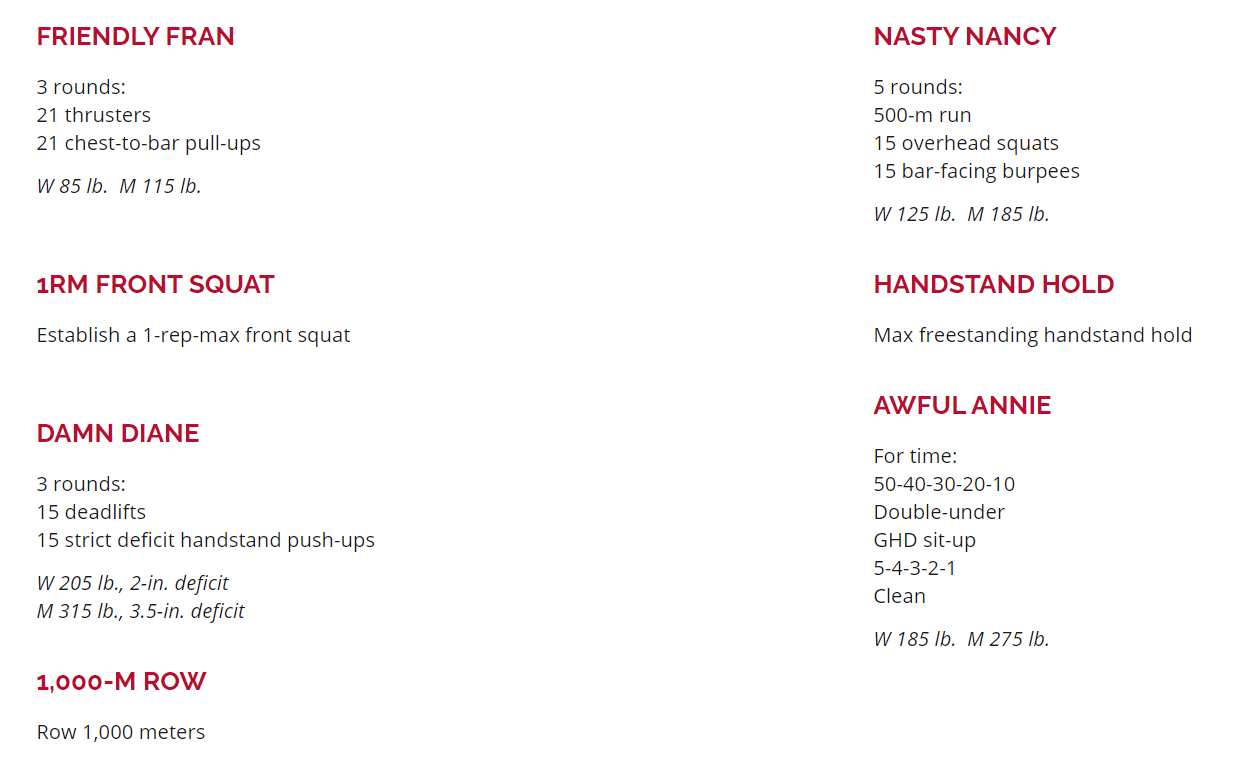 FRIENDLY FRAN
3 rounds:
21 thrusters
21 chest-to-bar pull-ups
W 85 lb.  M 115 lb.
1RM FRONT SQUAT
Establish a 1-rep-max front squat
DAMN DIANE
3 rounds:
15 deadlifts
15 strict deficit handstand push-ups
W 205 lb., 2-in. deficit
M 315 lb., 3.5-in. deficit
1,000-M ROW
Row 1,000 meters
NASTY NANCY
5 rounds:
500-m run
15 overhead squats
15 bar-facing burpees
W 125 lb.  M 185 lb.
HANDSTAND HOLD
Max freestanding handstand hold
AWFUL ANNIE
For time:
50-40-30-20-10
Double-under
GHD sit-up
5-4-3-2-1
Clean
W 185 lb.  M 275 lb.